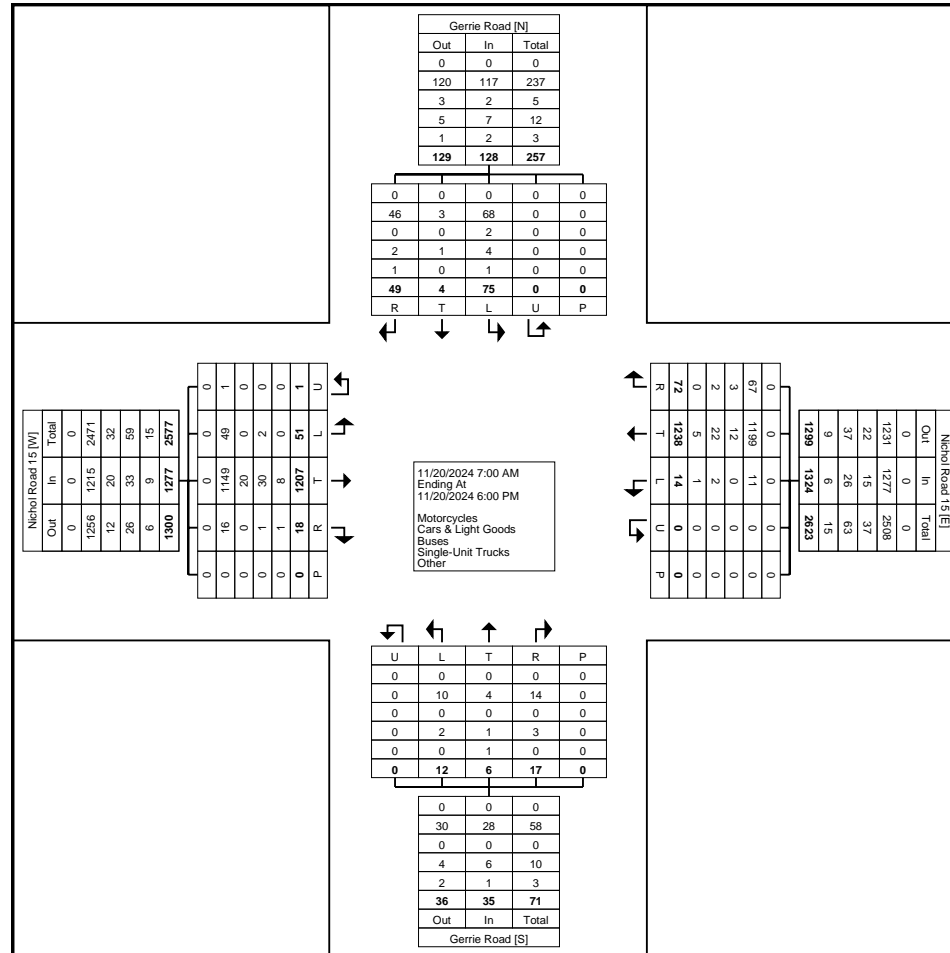 Gerrie Road [N]
Out In Total
0 0 0
120 117 237
3 2 5
5 7 12
1 2 3
129 128 257
0 0 0 0 0
46 3 68 0 0
0 0 2 0 0
2 1 4 0 0
1 0 1 0 0
49 4 75 0 0
R T L U P
Nichol Road 15 [W]
Total 0 2471 32 59 15 2577
In 0 1215 20 33 9 1277
Out 0 1256 12 26 6 1300
0 1 0 0 0 1 U
0 49 0 2 0 51 L
0 1149 20 30 8 1207 T
0 16 0 1 1 18 R
0 0 0 0 0 0 P
11/20/2024 7:00 AM
Ending At
11/20/2024 6:00 PM
Motorcycles
Cars & Light Goods
Buses
Single-Unit Trucks
Other
R 72 0 2 3 67 0
T 1238 5 22 12 1199 0
L 14 1 2 0 11 0
U 0 0 0 0 0 0
P 0 0 0 0 0 0
1299 9 37 22 1231 0 Out
1324 6 26 15 1277 0 In
2623 15 63 37 2508 0 Total
Nichol Road 15 [E]
U L T R P
0 0 0 0 0
0 10 4 14 0
0 0 0 0 0
0 2 1 3 0
0 0 1 0 0
0 12 6 17 0
0 0 0
30 28 58
0 0 0
4 6 10
2 1 3
36 35 71
Out In Total
Gerrie Road [S]